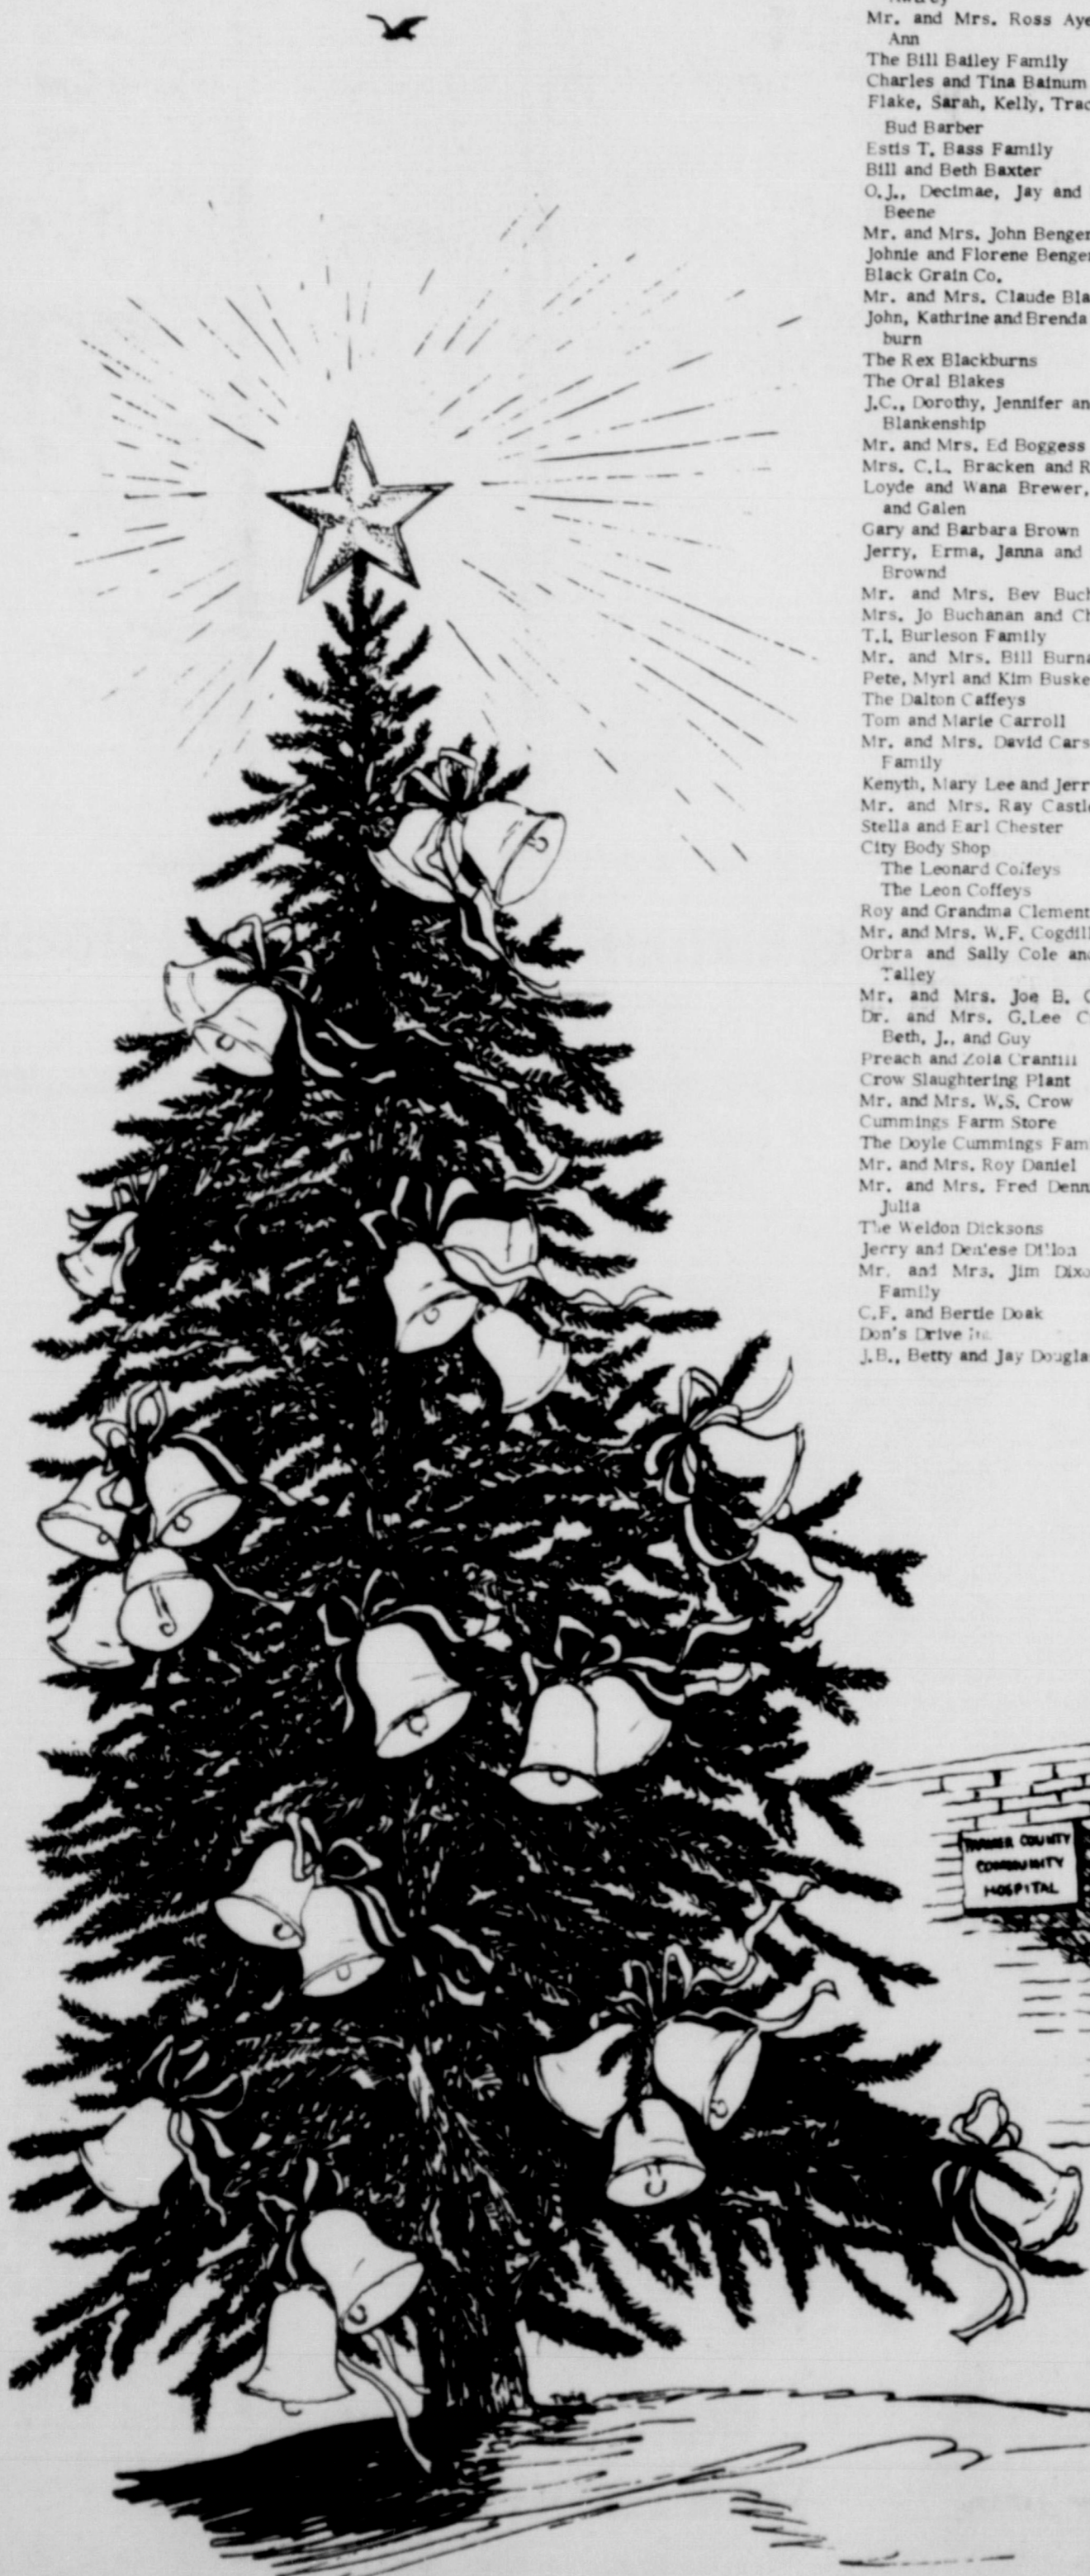 Mr. and Mrs. Ross Aye
Ann
The Bill Bailey Family
Charles and Tina Bainum
Flake, Sarah, Kelly, Trac
Bud Barber
Estis T. Bass Family
Bill and Beth Baxter
O.J., Decimae, Jay and
Beene
Mr. and Mrs. John Benger
Johnie and Florene Benge
Black Grain Co.
Mr. and Mrs. Claude Bla
John, Kathrine and Brenda
burn
The Rex Blackburns
The Oral Blakes
J.C., Dorothy, Jennifer an
Blankenship
Mr. and Mrs. Ed Boggess
Mrs. C.L. Bracken and R
Loyde and Wana Brewer,
and Galen
Gary and Barbara Brown
Jerry, Erma, Janna and
Brownd
Mr. and Mrs. Bev Buch
Mrs. Jo Buchanan and Ch
T.I. Burleson Family
Mr. and Mrs. Bill Burna
Pete, Myrl and Kim Buske
The Dalton Caffeys
Tom and Marie Carroll
Mr. and Mrs. David Cars
Family
Kenyth, Mary Lee and Jerr
Mr. and Mrs. Ray Castle
Stella and Earl Chester
City Body Shop
The Leonard Coffeys
The Leon Coffeys
Roy and Grandma Clement
Mr. and Mrs. W.F. Cogdill
Orbra and Sally Cole and
Talley
Mr. and Mrs. Joe B. C
Dr. and Mrs. G.Lee C
Beth, J., and Guy
Preach and Zola Crantill
Crow Slaughtering Plant
Mr. and Mrs. W.S. Crow
Cummings Farm Store
The Doyle Cummings Fam
Mr. and Mrs. Roy Daniel
Mr. and Mrs. Fred Denn
Julia
The Weldon Dicksons
Jerry and Den'ese Dillon
Mr. and Mrs. Jim Dixo
Family
C.F. and Bertie Doak
Don's Drive In
J.B., Betty and Jay Dougla
COUNTY
COMMUNITY
HOSPITAL